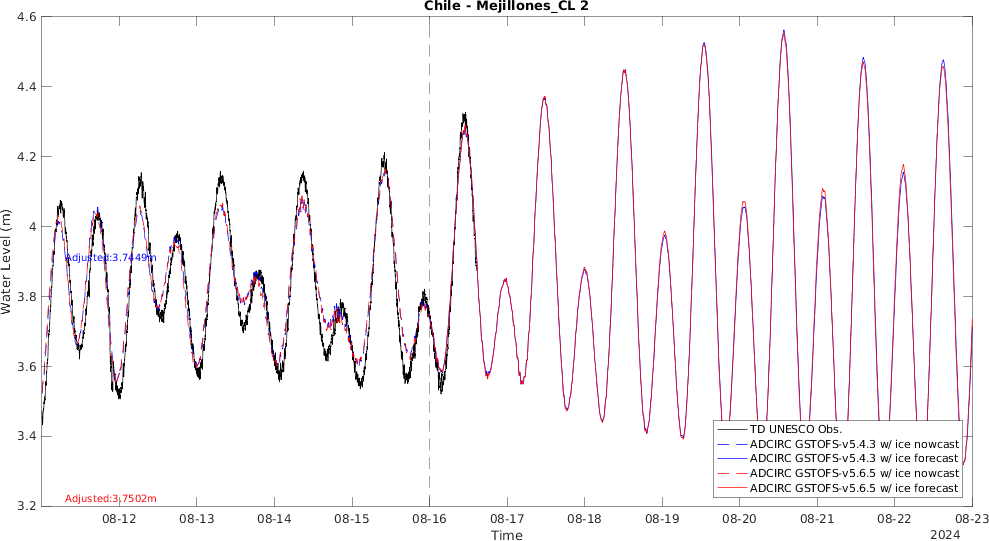 Chile - Mejillones_CL 2
Water Level (m)
4.6
4.4
4.2
4
3.8
3.6
3.4
3.2
Adjusted:3.7449m
Adjusted:3.7502m
TD UNESCO Obs.
ADCIRC GSTOFS-v5.4.3 w/ ice nowcast
ADCIRC GSTOFS-v5.4.3 w/ ice forecast
ADCIRC GSTOFS-v5.6.5 w/ ice nowcast
ADCIRC GSTOFS-v5.6.5 w/ ice forecast
08-12 08-13 08-14 08-15 08-16 08-17 08-18 08-19 08-20 08-21 08-22 08-23
Time
2024